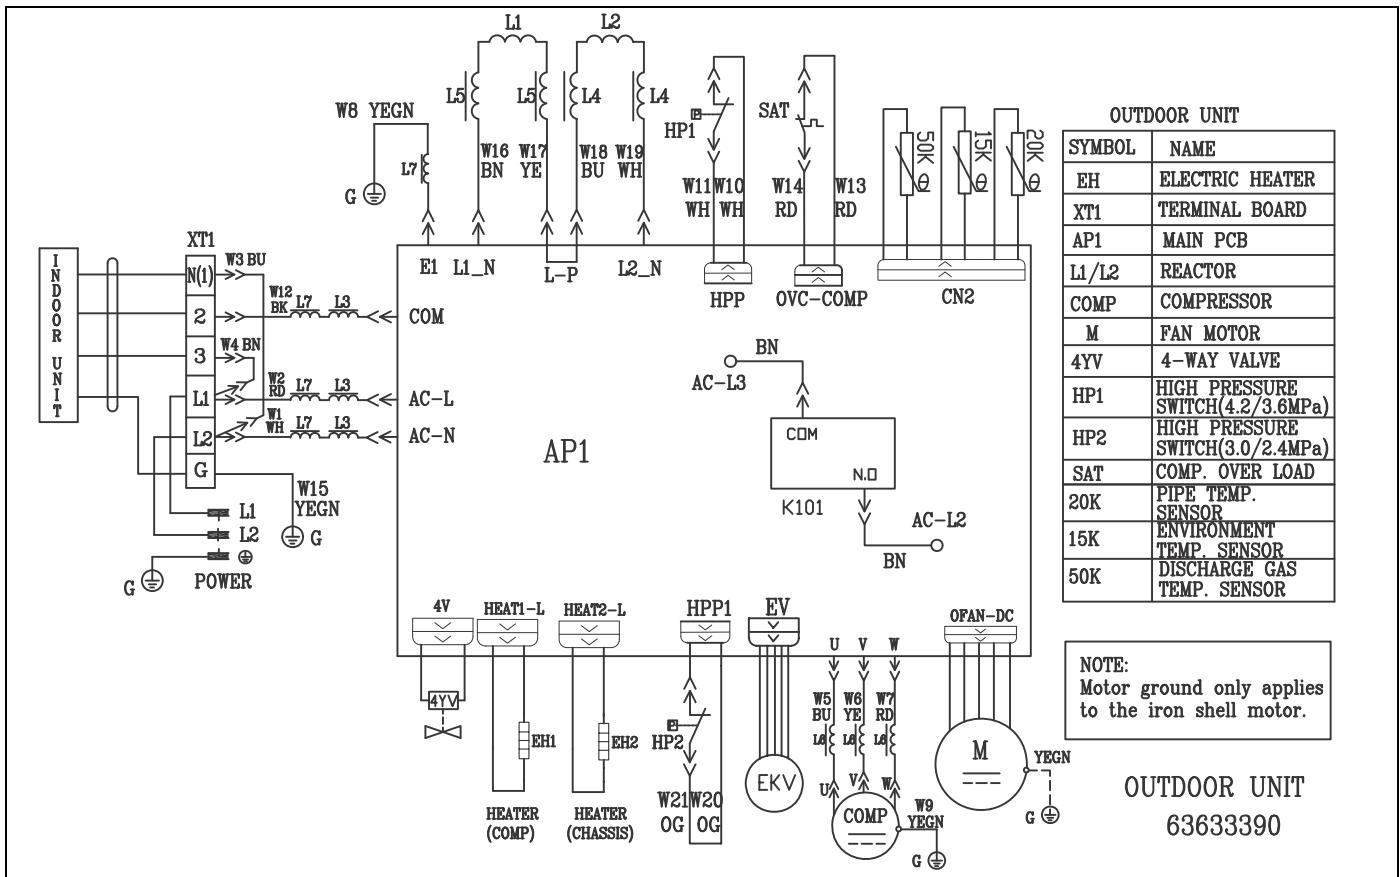 L1
L2
L5
L5
L4
L4
W8 YEGN
L7
G
W16
BN
W17
YE
W18
BU
W19
WH
HP1
P
W11
WH
W10
WH
SAT
W14
RD
W13
RD
50K θ
15K θ
20K θ
E1
L1_N
L-P
L2_N
HPP
OVC-COMP
CN2
INDOOR UNIT
XT1
N(1)
2
3
L1
L2
G
W3 BU
W12
BK
L7
L3
COM
W4 BN
W2
RD
L7
L3
AC-L
W1
WH
L7
L3
AC-N
W15
YEGN
G
L1
L2
G
POWER
AP1
BN
AC-L3
COM
N.O
K101
AC-L2
BN
4V
HEAT1-L
HEAT2-L
HPP1
EV
U
V
W
OFAN-DC
4YV
EH1
HEATER
(COMP)
EH2
HEATER
(CHASSIS)
P
HP2
W21
OG
W20
OG
EKV
W5
BU
W6
YE
W7
RD
L6
L6
L6
U
V
W
COMP
W9
YEGN
G
M
YEGN
G
OUTDOOR UNIT
SYMBOL NAME
EH ELECTRIC HEATER
XT1 TERMINAL BOARD
AP1 MAIN PCB
L1/L2 REACTOR
COMP COMPRESSOR
M FAN MOTOR
4YV 4-WAY VALVE
HP1 HIGH PRESSURE
SWITCH(4.2/3.6MPa)
HP2 HIGH PRESSURE
SWITCH(3.0/2.4MPa)
SAT COMP. OVER LOAD
20K PIPE TEMP.
SENSOR
15K ENVIRONMENT
TEMP. SENSOR
50K DISCHARGE GAS
TEMP. SENSOR
NOTE:
Motor ground only applies
to the iron shell motor.
OUTDOOR UNIT
63633390